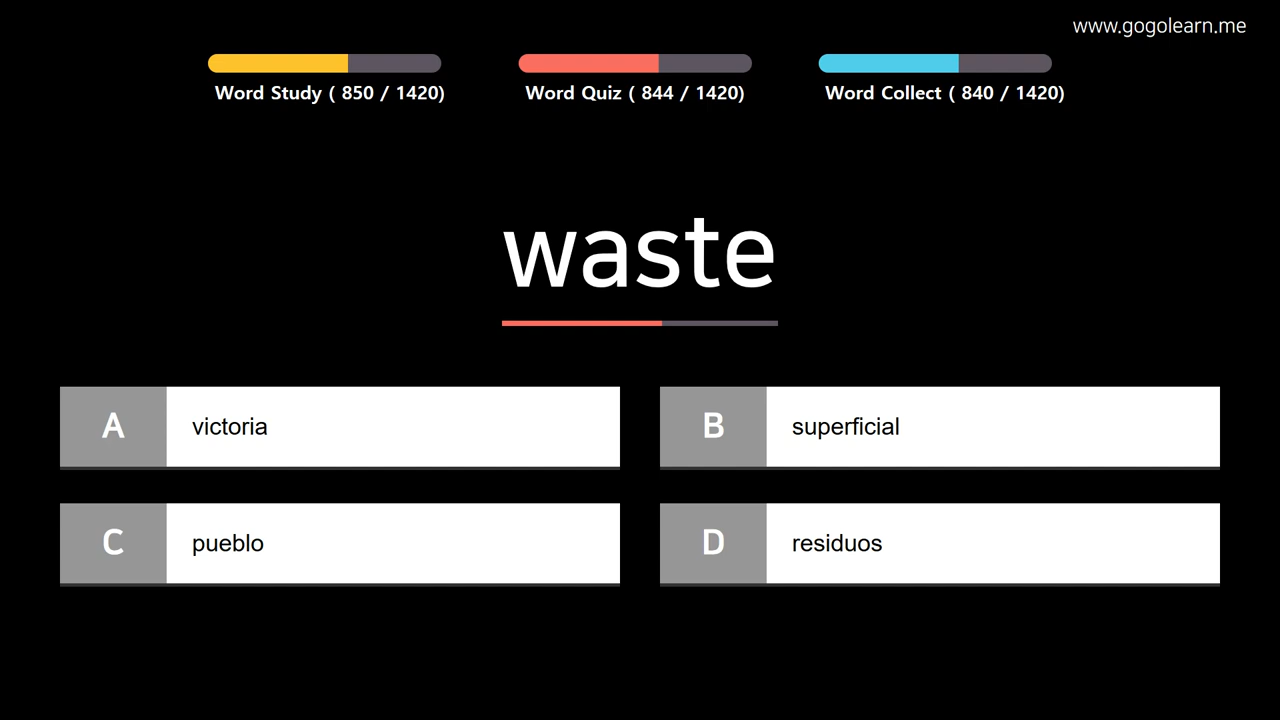 www.gogolearn.me
Word Study ( 850 / 1420)
Word Quiz ( 844 / 1420)
Word Collect ( 840 / 1420)
waste
A victoria
B superficial
C pueblo
D residuos